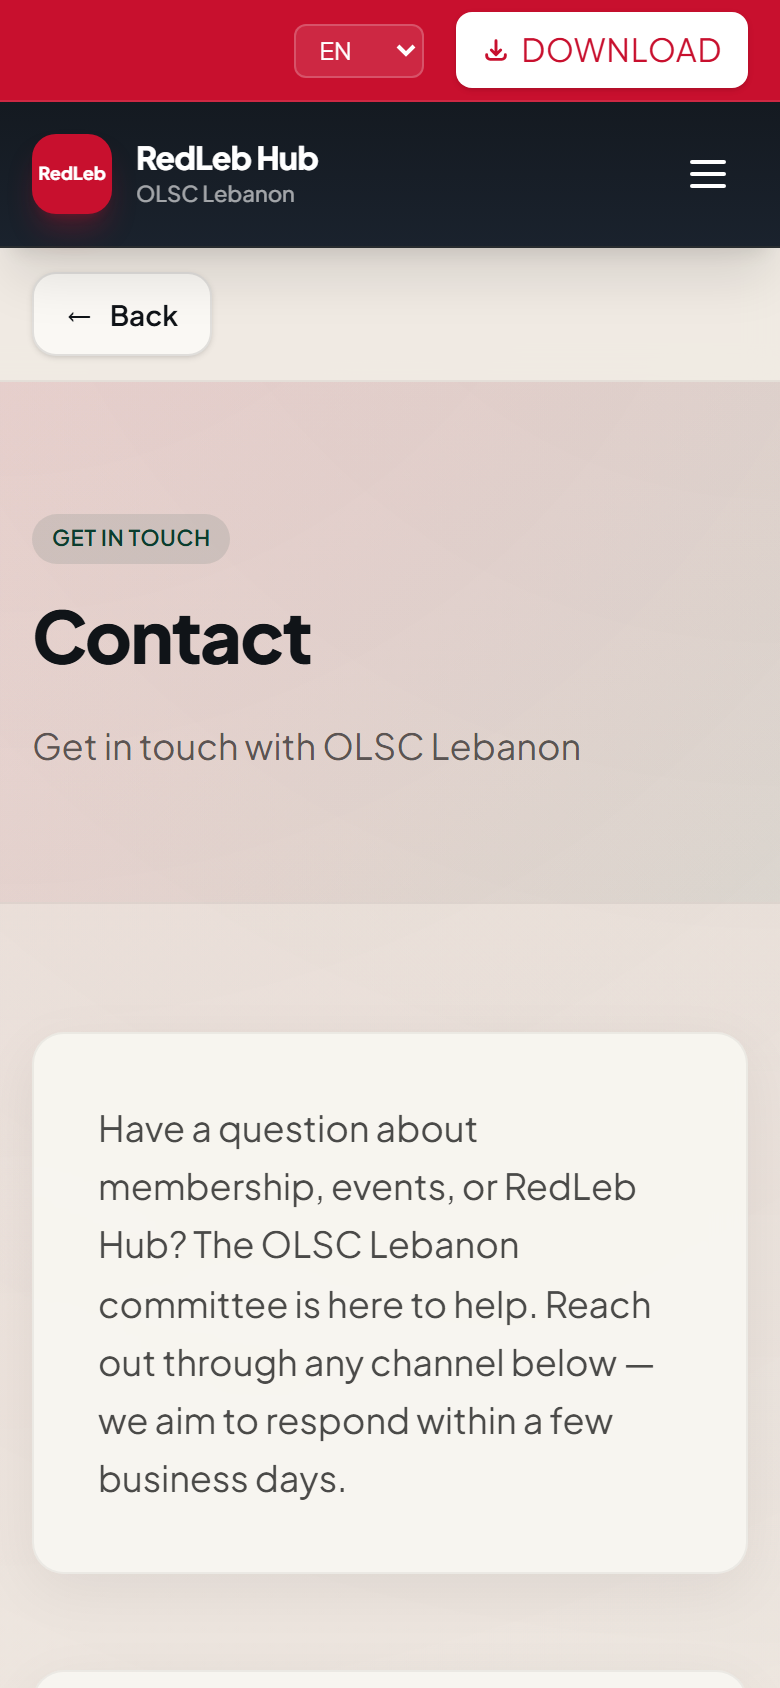 EN
DOWNLOAD
RedLeb
RedLeb Hub
OLSC Lebanon
← Back
GET IN TOUCH
Contact
Get in touch with OLSC Lebanon
Have a question about
membership, events, or RedLeb
Hub? The OLSC Lebanon
committee is here to help. Reach
out through any channel below —
we aim to respond within a few
business days.